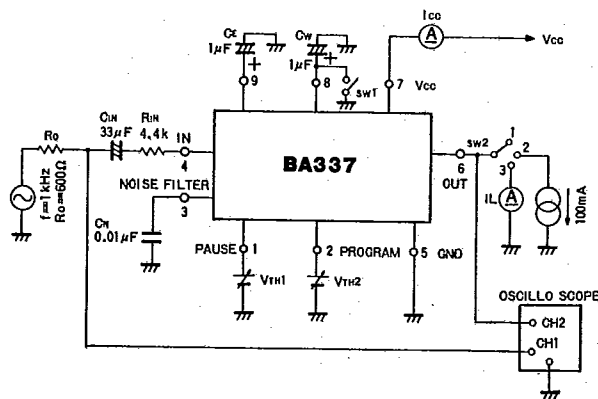 Icc
A
Vcc
CE
1μF
+
9
CW
1μF
+
8
SW1
7
Vcc
CIN
33μF
RIN
4.4k
IN
4
Ro
BA337
SW2
1
2
3
6
OUT
f=1kHz
Ro=600Ω
NOISE FILTER
3
CN
0.01μF
IL
A
100mA
PAUSE
1
2
PROGRAM
5
GND
VTH1
VTH2
OSCILLO SCOPE
CH2
CH1